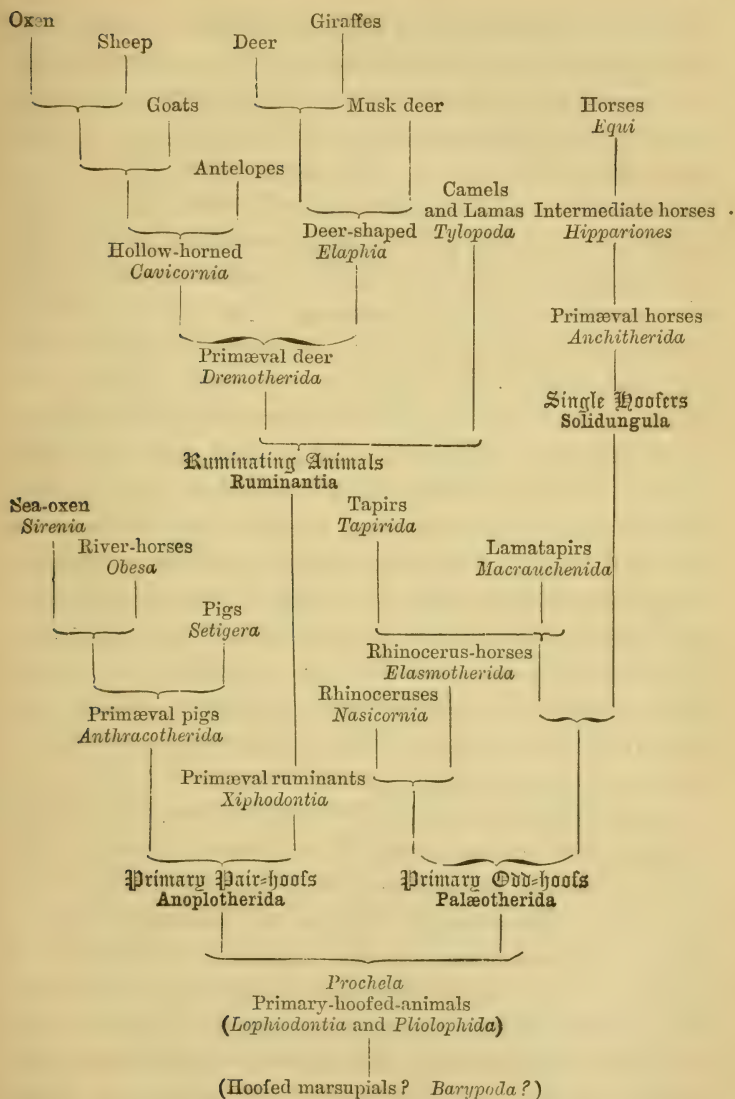 Oxen
Giraffes
Sheep
Deer
Goats
Musk deer
Horses
Equi
Antelopes
Camels
and Lamas
Tylopoda
Intermediate horses
Hippariones
Deer-shaped
Elaphia
Hollow-horned
Cavicornia
Primæval horses
Anchitherida
Primæval deer
Dremotherida
Single Hoofers
Solidungula
Ruminating Animals
Ruminantia
Sea-oxen
Sirenia
Tapirs
Tapirida
River-horses
Obesa
Lamatapirs
Macrauchenida
Pigs
Setigera
Rhinocerus-horses
Elasmotherida
Rhinoceruses
Nasicornia
Primæval pigs
Anthracotherida
Primæval ruminants
Xiphodontia
Primary Pair-hoofs
Anoplotherida
Primary Odd-hoofs
Palæotherida
Prochela
Primary-hoofed-animals
(Lophiodontia and Pliolophida)
(Hoofed marsupials? Barypoda?)